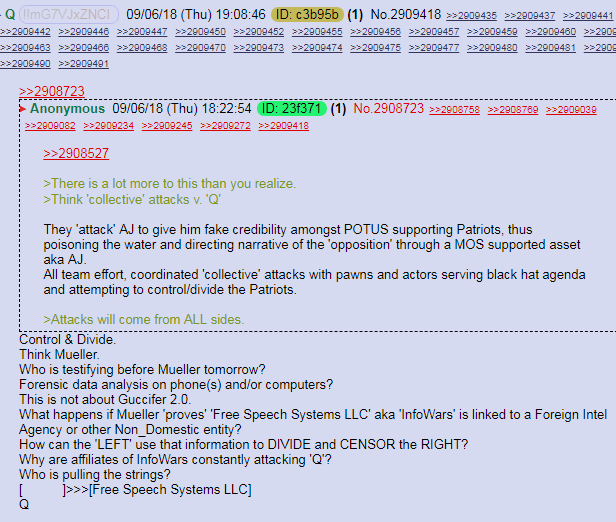 Q !!mG7VJxZNCI 09/06/18 (Thu) 19:08:46 ID: c3b95b (1) No.2909418 >>2909435 >>2909437 >>2909441
>>2909442 >>2909446 >>2909447 >>2909450 >>2909452 >>2909455 >>2909456 >>2909457 >>2909459 >>2909460 >>2909
>>2909463 >>2909466 >>2909468 >>2909470 >>2909473 >>2909474 >>2909475 >>2909477 >>2909480 >>2909481 >>2909
>>2909490 >>2909491
>>2908723
Anonymous 09/06/18 (Thu) 18:22:54 ID: 23f371 (1) No.2908723 >>2908758 >>2908769 >>2909039
>>2909082 >>2909234 >>2909245 >>2909272 >>2909418
>>2908527
>There is a lot more to this than you realize.
>Think 'collective' attacks v. 'Q'
They 'attack' AJ to give him fake credibility amongst POTUS supporting Patriots, thus
poisoning the water and directing narrative of the 'opposition' through a MOS supported asset
aka AJ.
All team effort, coordinated 'collective' attacks with pawns and actors serving black hat agenda
and attempting to control/divide the Patriots.
>Attacks will come from ALL sides.
Control & Divide.
Think Mueller.
Who is testifying before Mueller tomorrow?
Forensic data analysis on phone(s) and/or computers?
This is not about Guccifer 2.0.
What happens if Mueller 'proves' 'Free Speech Systems LLC' aka 'InfoWars' is linked to a Foreign Intel
Agency or other Non_Domestic entity?
How can the 'LEFT' use that information to DIVIDE and CENSOR the RIGHT?
Why are affiliates of InfoWars constantly attacking 'Q'?
Who is pulling the strings?
[ ]>>>[Free Speech Systems LLC]
Q